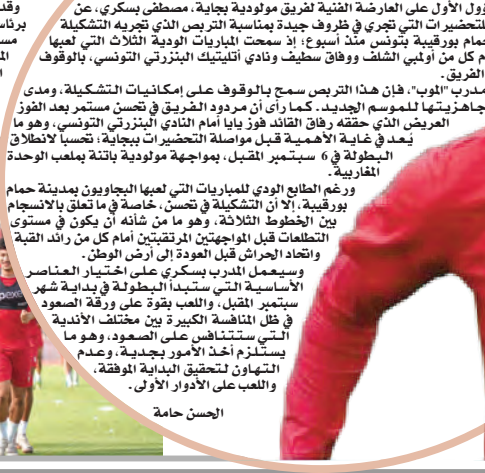 ؤول الأول على العارضة الفنية لفريق مولودية بجاية، مصطفى بسكري، عن
للتحضيرات التي تجري في ظروف جيدة بمناسبة التربص الذي تجريه التشكيلة
حمام بورقيبة بتونس منذ أسبوع؛ إذ سمحت المباريات الودية الثلاث التي لعبها
م كل من أولمبي الشلف ووفاق سطيف ونادي أتليتيك البنزرتي التونسي، بالوقوف
الفريق.
مدرب "الموب"، فإن هذا التربص سمح بالوقوف على إمكانيات التشكيلة، ومدى
جاهزيتها للموسم الجديد. كما رأى أن مردود الفريق في تحسن مستمر بعد الفوز
العريض الذي حققه رفاق القائد فوز يايا أمام النادي البنزرتي التونسي، وهو ما
يُعد في غاية الأهمية قبل مواصلة التحضيرات ببجاية؛ تحسبا لانطلاق
البطولة في 6 سبتمبر المقبل، بمواجهة مولودية باتنة بملعب الوحدة
المغاربية.
ورغم الطابع الودي للمباريات التي لعبها البجاويون بمدينة حمام
بورقيبة، إلا أن التشكيلة في تحسن، خاصة في ما تعلق بالانسجام
بين الخطوط الثلاثة، وهو ما من شأنه أن يكون في مستوى
التطلعات قبل المواجهتين المرتقبتين أمام كل من رائد القبة
واتحاد الحراش قبل العودة إلى أرض الوطن.
وسيعمل المدرب بسكري على اختيار العناصر
الأساسية التي ستبدأ البطولة في بداية شهر
سبتمبر المقبل، واللعب بقوة على ورقة الصعود
في ظل المنافسة الكبيرة بين مختلف الأندية
التي ستتنافس على الصعود، وهو ما
يستلزم أخذ الأمور بجدية، وعدم
التهاون لتحقيق البداية الموفقة،
واللعب على الأدوار الأولى.
الحسن حامة
وقد